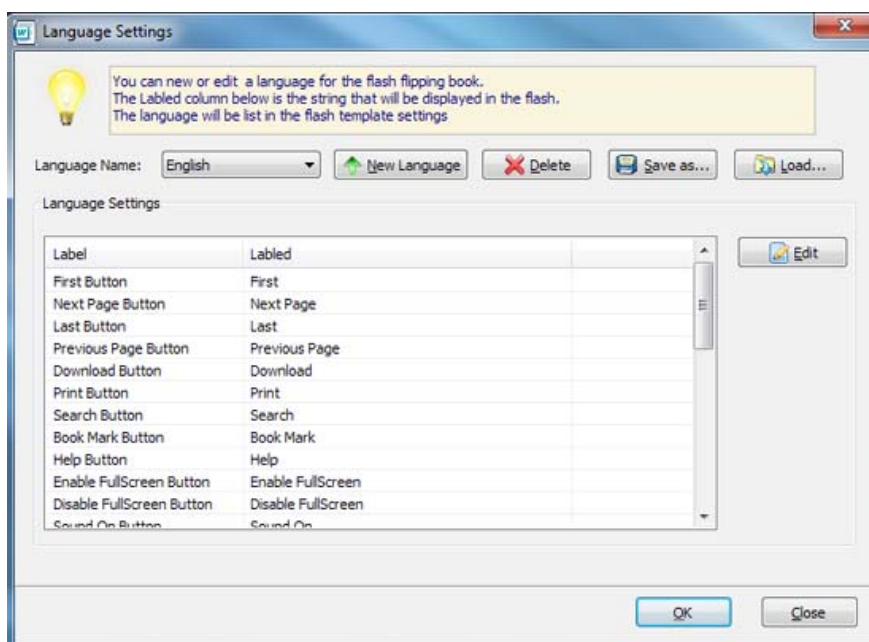 Language Settings
You can new or edit a language for the flash flipping book.
The Labled column below is the string that will be displayed in the flash.
The language will be list in the flash template settings
Language Name: English New Language Delete Save as... Load...
Language Settings
Label Labled Edit
First Button First
Next Page Button Next Page
Last Button Last
Previous Page Button Previous Page
Download Button Download
Print Button Print
Search Button Search
Book Mark Button Book Mark
Help Button Help
Enable FullScreen Button Enable FullScreen
Disable FullScreen Button Disable FullScreen
Sound On Button Sound On
OK Close